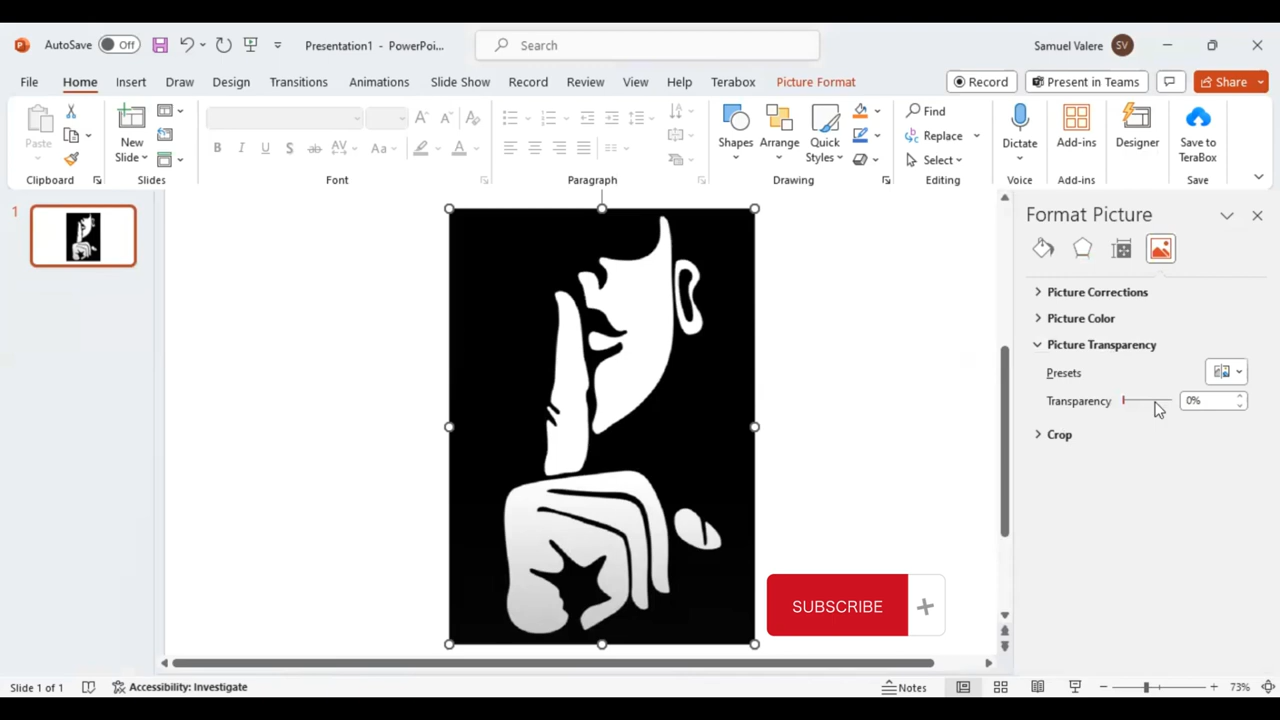 AutoSave Off Presentation1 - PowerPoi... Search Samuel Valere SV
File Home Insert Draw Design Transitions Animations Slide Show Record Review View Help Terabox Picture Format Record Present in Teams Share
Paste New Slide B I U S ab AV Aa A A A A Shapes Arrange Quick Styles Find Replace Select Dictate Add-ins Designer Save to TeraBox
Clipboard Slides Font Paragraph Drawing Editing Voice Add-ins Save
1
Format Picture
Picture Corrections
Picture Color
Picture Transparency
Presets
Transparency 0%
Crop
SUBSCRIBE +
Slide 1 of 1 Accessibility: Investigate Notes 73%